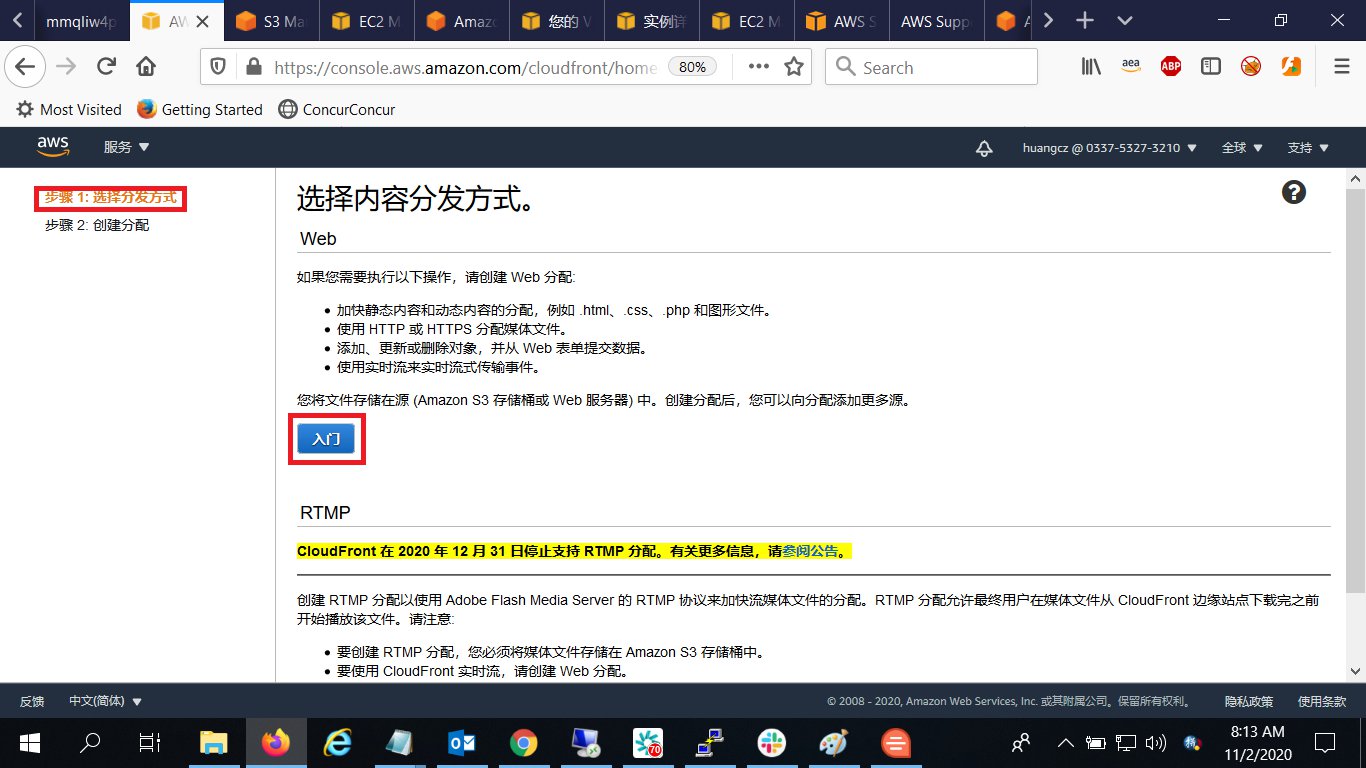 mmqliw4p
AW
S3 Ma
EC2 M
Amazo
您的 V
实例详
EC2 M
AWS S
AWS Supp
https://console.aws.amazon.com/cloudfront/home
80%
Search
aea
ABP
Most Visited
Getting Started
ConcurConcur
aws
服务
huangcz @ 0337-5327-3210
全球
支持
步骤 1: 选择分发方式
步骤 2: 创建分配
选择内容分发方式。
?
Web
如果您需要执行以下操作，请创建 Web 分配:
• 加快静态内容和动态内容的分配，例如 .html、.css、.php 和图形文件。
• 使用 HTTP 或 HTTPS 分配媒体文件。
• 添加、更新或删除对象，并从 Web 表单提交数据。
• 使用实时流来实时流式传输事件。
您将文件存储在源 (Amazon S3 存储桶或 Web 服务器) 中。创建分配后，您可以向分配添加更多源。
入门
RTMP
CloudFront 在 2020 年 12 月 31 日停止支持 RTMP 分配。有关更多信息，请参阅公告。
创建 RTMP 分配以使用 Adobe Flash Media Server 的 RTMP 协议来加快流媒体文件的分配。RTMP 分配允许最终用户在媒体文件从 CloudFront 边缘站点下载完之前
开始播放该文件。请注意:
• 要创建 RTMP 分配，您必须将媒体文件存储在 Amazon S3 存储桶中。
• 要使用 CloudFront 实时流，请创建 Web 分配。
反馈
中文(简体)
© 2008 - 2020, Amazon Web Services, Inc. 或其附属公司。保留所有权利。
隐私政策
使用条款
70
8:13 AM
11/2/2020